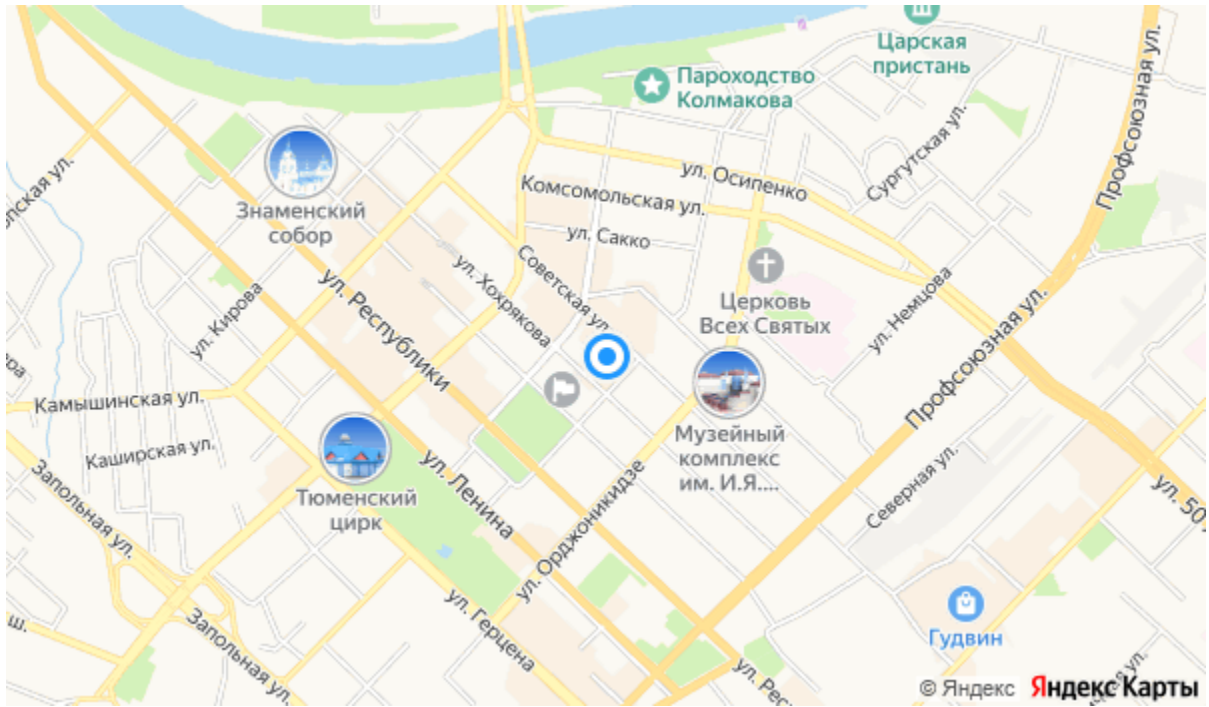 Царская
пристань
Пароходство
Колмакова
Профсоюзная ул.
Сургутская ул.
ул. Осипенко
Комсомольская ул.
Знаменский
собор
ул. Сакко
Советская ул.
ул. Хохрякова
Церковь
Всех Святых
ул. Немцова
ул. Кирова
ул. Республики
Профсоюзная ул.
Камышинская ул.
Каширская ул.
Музейный
комплекс
им. И.Я....
Запольная ул.
Тюменский
цирк
ул. Ленина
ул. Орджоникидзе
Северная ул.
ул. Герцена
Гудвин
Запольная ул.
ш.
© Яндекс Яндекс Карты